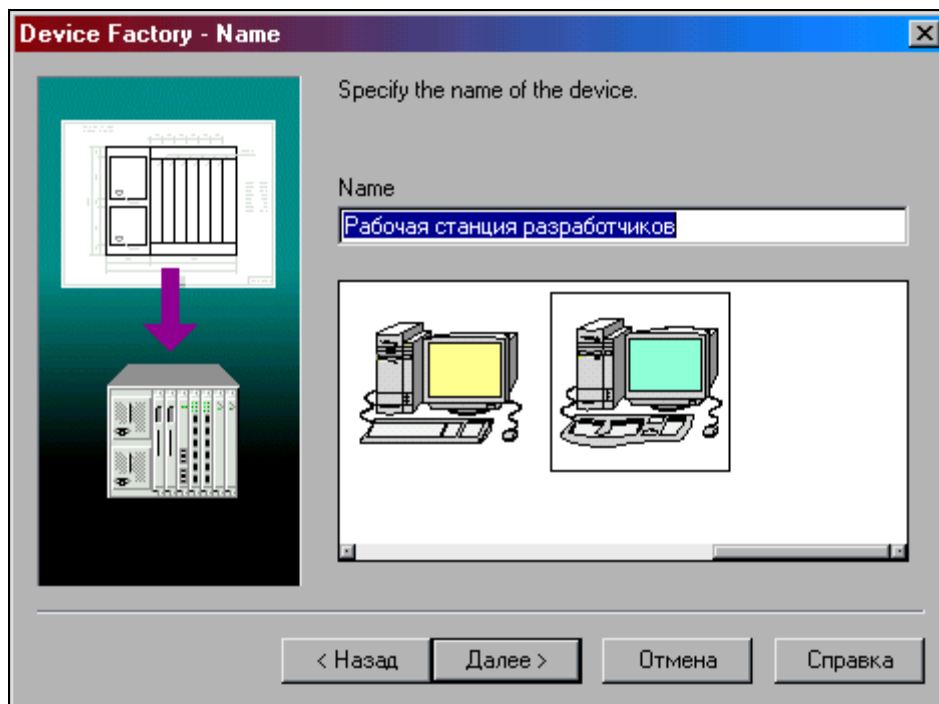 Device Factory - Name
Specify the name of the device.
Name
Рабочая станция разработчиков
< Назад
Далее >
Отмена
Справка